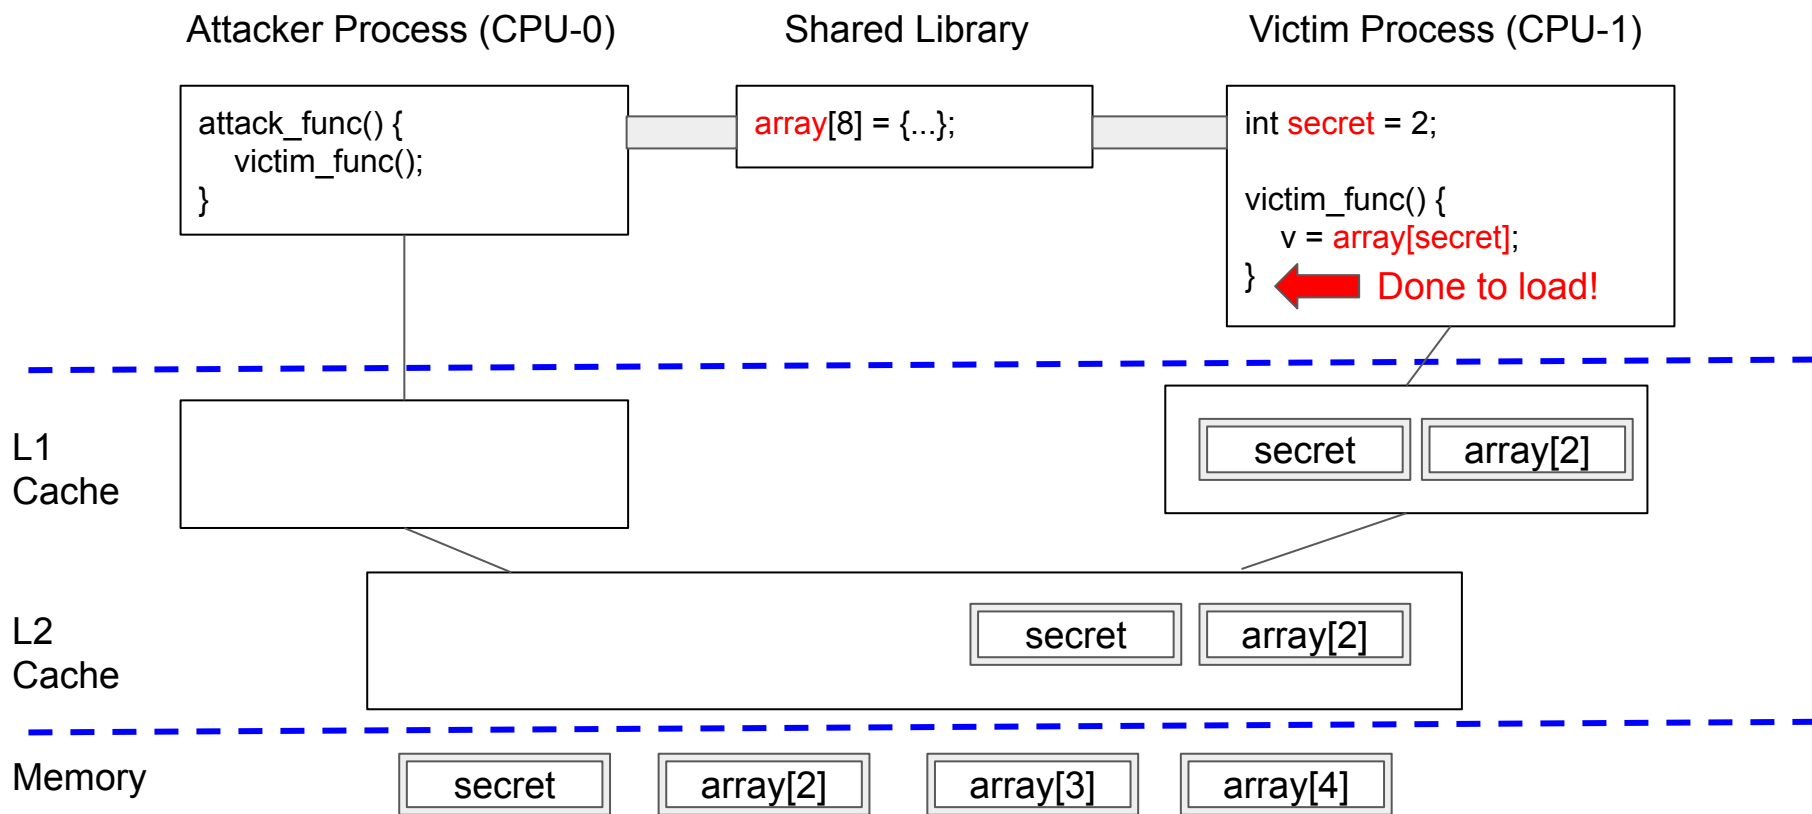 Attacker Process (CPU-0)
Shared Library
Victim Process (CPU-1)
attack_func() {
victim_func();
}
array[8] = {...};
int secret = 2;
victim_func() {
v = array[secret];
}
Done to load!
L1
Cache
secret
array[2]
L2
Cache
secret
array[2]
Memory
secret
array[2]
array[3]
array[4]